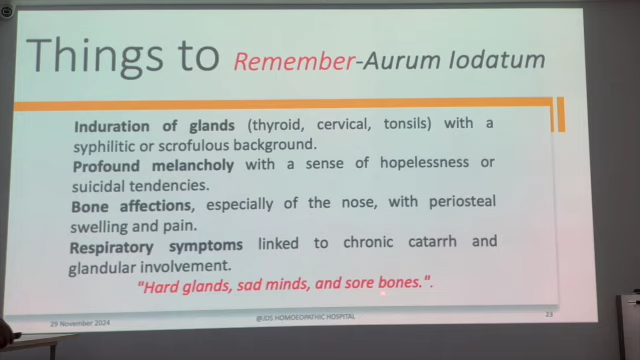 Things to Remember-Aurum Iodatum
Induration of glands (thyroid, cervical, tonsils) with a
syphilitic or scrofulous background.
Profound melancholy with a sense of hopelessness or
suicidal tendencies.
Bone affections, especially of the nose, with periosteal
swelling and pain.
Respiratory symptoms linked to chronic catarrh and
glandular involvement.
"Hard glands, sad minds, and sore bones.".
29 November 2024 @JDS HOMOEOPATHIC HOSPITAL 23